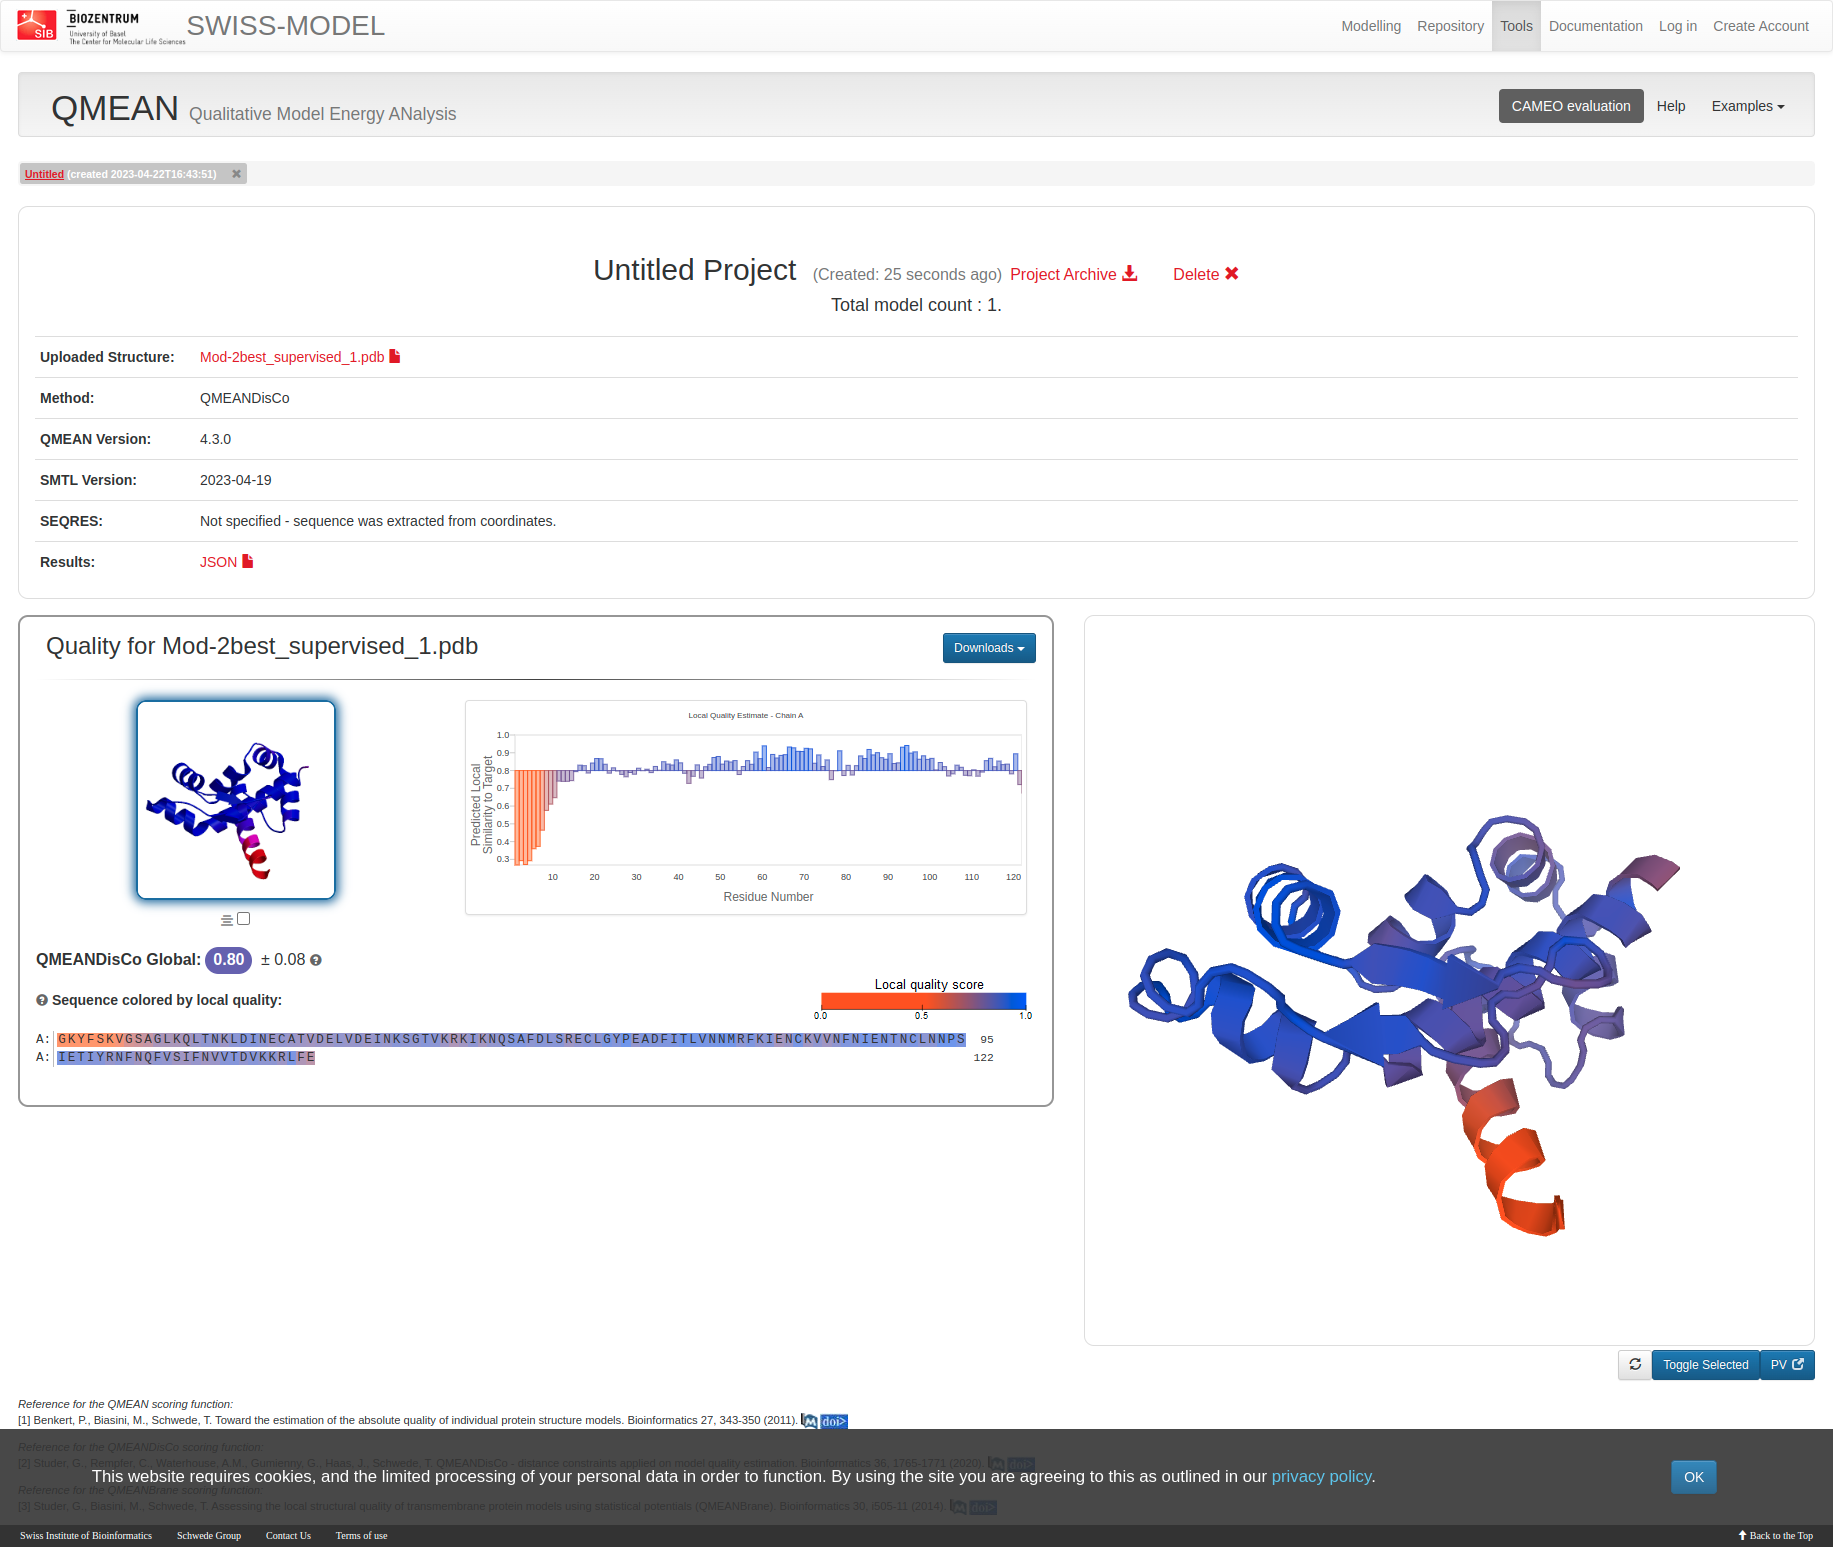 SIB
BIOZENTRUM
University of Basel
The Center for Molecular Life Sciences
SWISS-MODEL
Modelling Repository Tools Documentation Log in Create Account
QMEAN Qualitative Model Energy ANalysis
CAMEO evaluation Help Examples
Untitled (created 2023-04-22T16:43:51)
Untitled Project (Created: 25 seconds ago) Project Archive Delete
Total model count : 1.
Uploaded Structure: Mod-2best_supervised_1.pdb
Method: QMEANDisCo
QMEAN Version: 4.3.0
SMTL Version: 2023-04-19
SEQRES: Not specified - sequence was extracted from coordinates.
Results: JSON
Quality for Mod-2best_supervised_1.pdb
Downloads
Local Quality Estimate - Chain A
Predicted Local
Similarity to Target
1.0
0.9
0.8
0.7
0.6
0.5
0.4
0.3
10 20 30 40 50 60 70 80 90 100 110 120
Residue Number
QMEANDisCo Global: 0.80 ± 0.08
Sequence colored by local quality:
Local quality score
0.0 0.5 1.0
A: GKYFSKVGSAGLKQLTNKLDINECATVDELVDEINKSGTVKRKIKNQSAFDLSRECLGYPEADFITLVNNMRFKIENCKVVNFNIENTNCLNNPS 95
A: IETIYRNFNQFVSIFNVVTDVKKRLFE 122
Toggle Selected PV
Reference for the QMEAN scoring function:
[1] Benkert, P., Biasini, M., Schwede, T. Toward the estimation of the absolute quality of individual protein structure models. Bioinformatics 27, 343-350 (2011). M doi>
Reference for the QMEANDisCo scoring function:
[2] Studer, G., Rempfer, C., Waterhouse, A.M., Gumienny, G., Haas, J., Schwede, T. QMEANDisCo - distance constraints applied on model quality estimation. Bioinformatics 36, 1765-1771 (2020). M doi>
This website requires cookies, and the limited processing of your personal data in order to function. By using the site you are agreeing to this as outlined in our privacy policy. OK
Reference for the QMEANBrane scoring function:
[3] Studer, G., Biasini, M., Schwede, T. Assessing the local structural quality of transmembrane protein models using statistical potentials (QMEANBrane). Bioinformatics 30, i505-11 (2014). M doi>
Swiss Institute of Bioinformatics Schwede Group Contact Us Terms of use Back to the Top